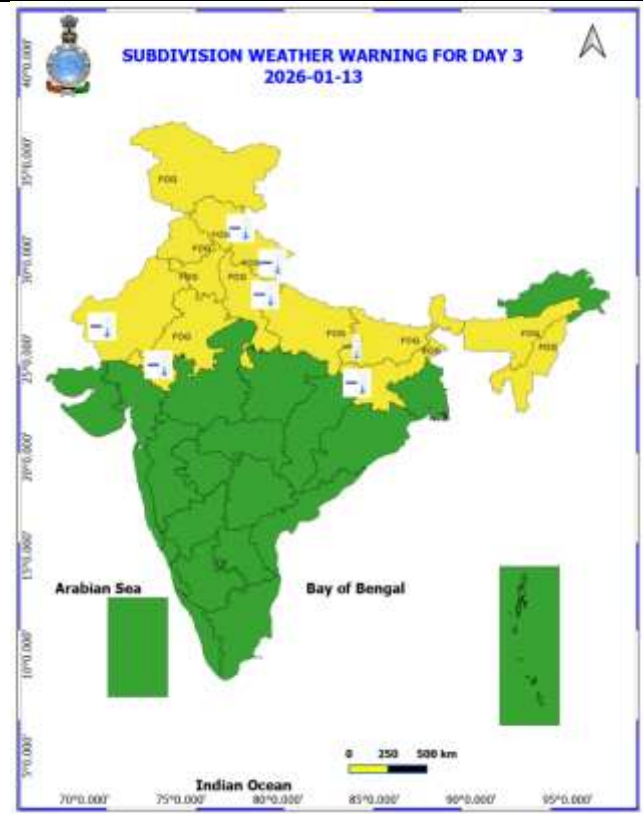 SUBDIVISION WEATHER WARNING FOR DAY 3
2026-01-13
40°0.000'
35°0.000'
FOG
FOG
FOG
30°0.000'
FOG
FOG
FOG
FOG
FOG
FOG
FOG
FOG
25°0.000'
FOG
20°0.000'
15°0.000'
Arabian Sea
Bay of Bengal
10°0.000'
0 250 500 km
5°0.000'
Indian Ocean
70°0.000' 75°0.000' 80°0.000' 85°0.000' 90°0.000' 95°0.000'